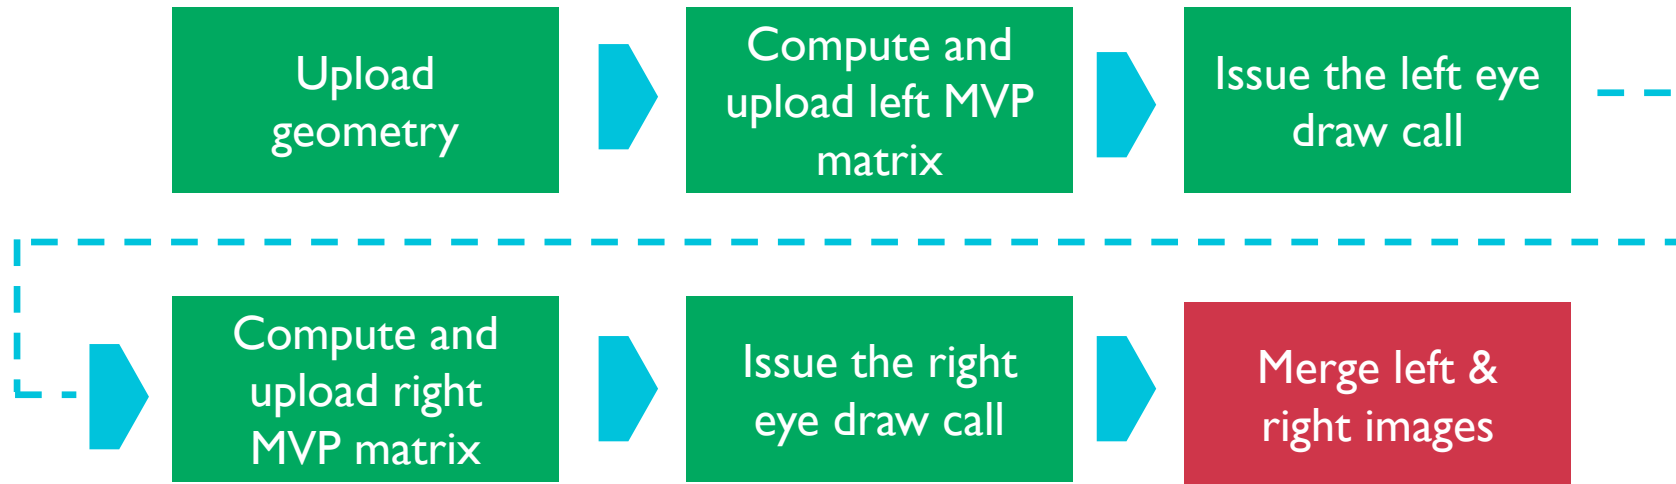 Upload
geometry
Compute and
upload left MVP
matrix
Issue the left eye
draw call
Compute and
upload right
MVP matrix
Issue the right
eye draw call
Merge left &
right images